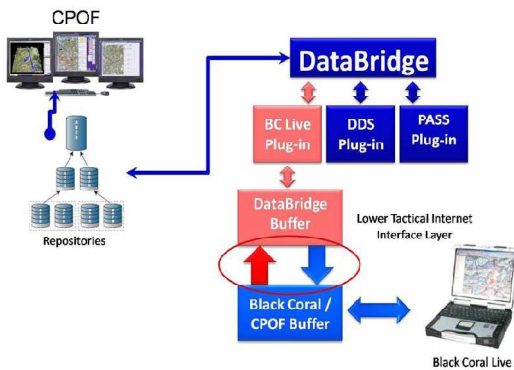 CPOF
DataBridge
BC Live
Plug-in
DDS
Plug-in
PASS
Plug-in
DataBridge
Buffer
Lower Tactical Internet
Interface Layer
Repositories
Black Coral /
CPOF Buffer
Black Coral Live